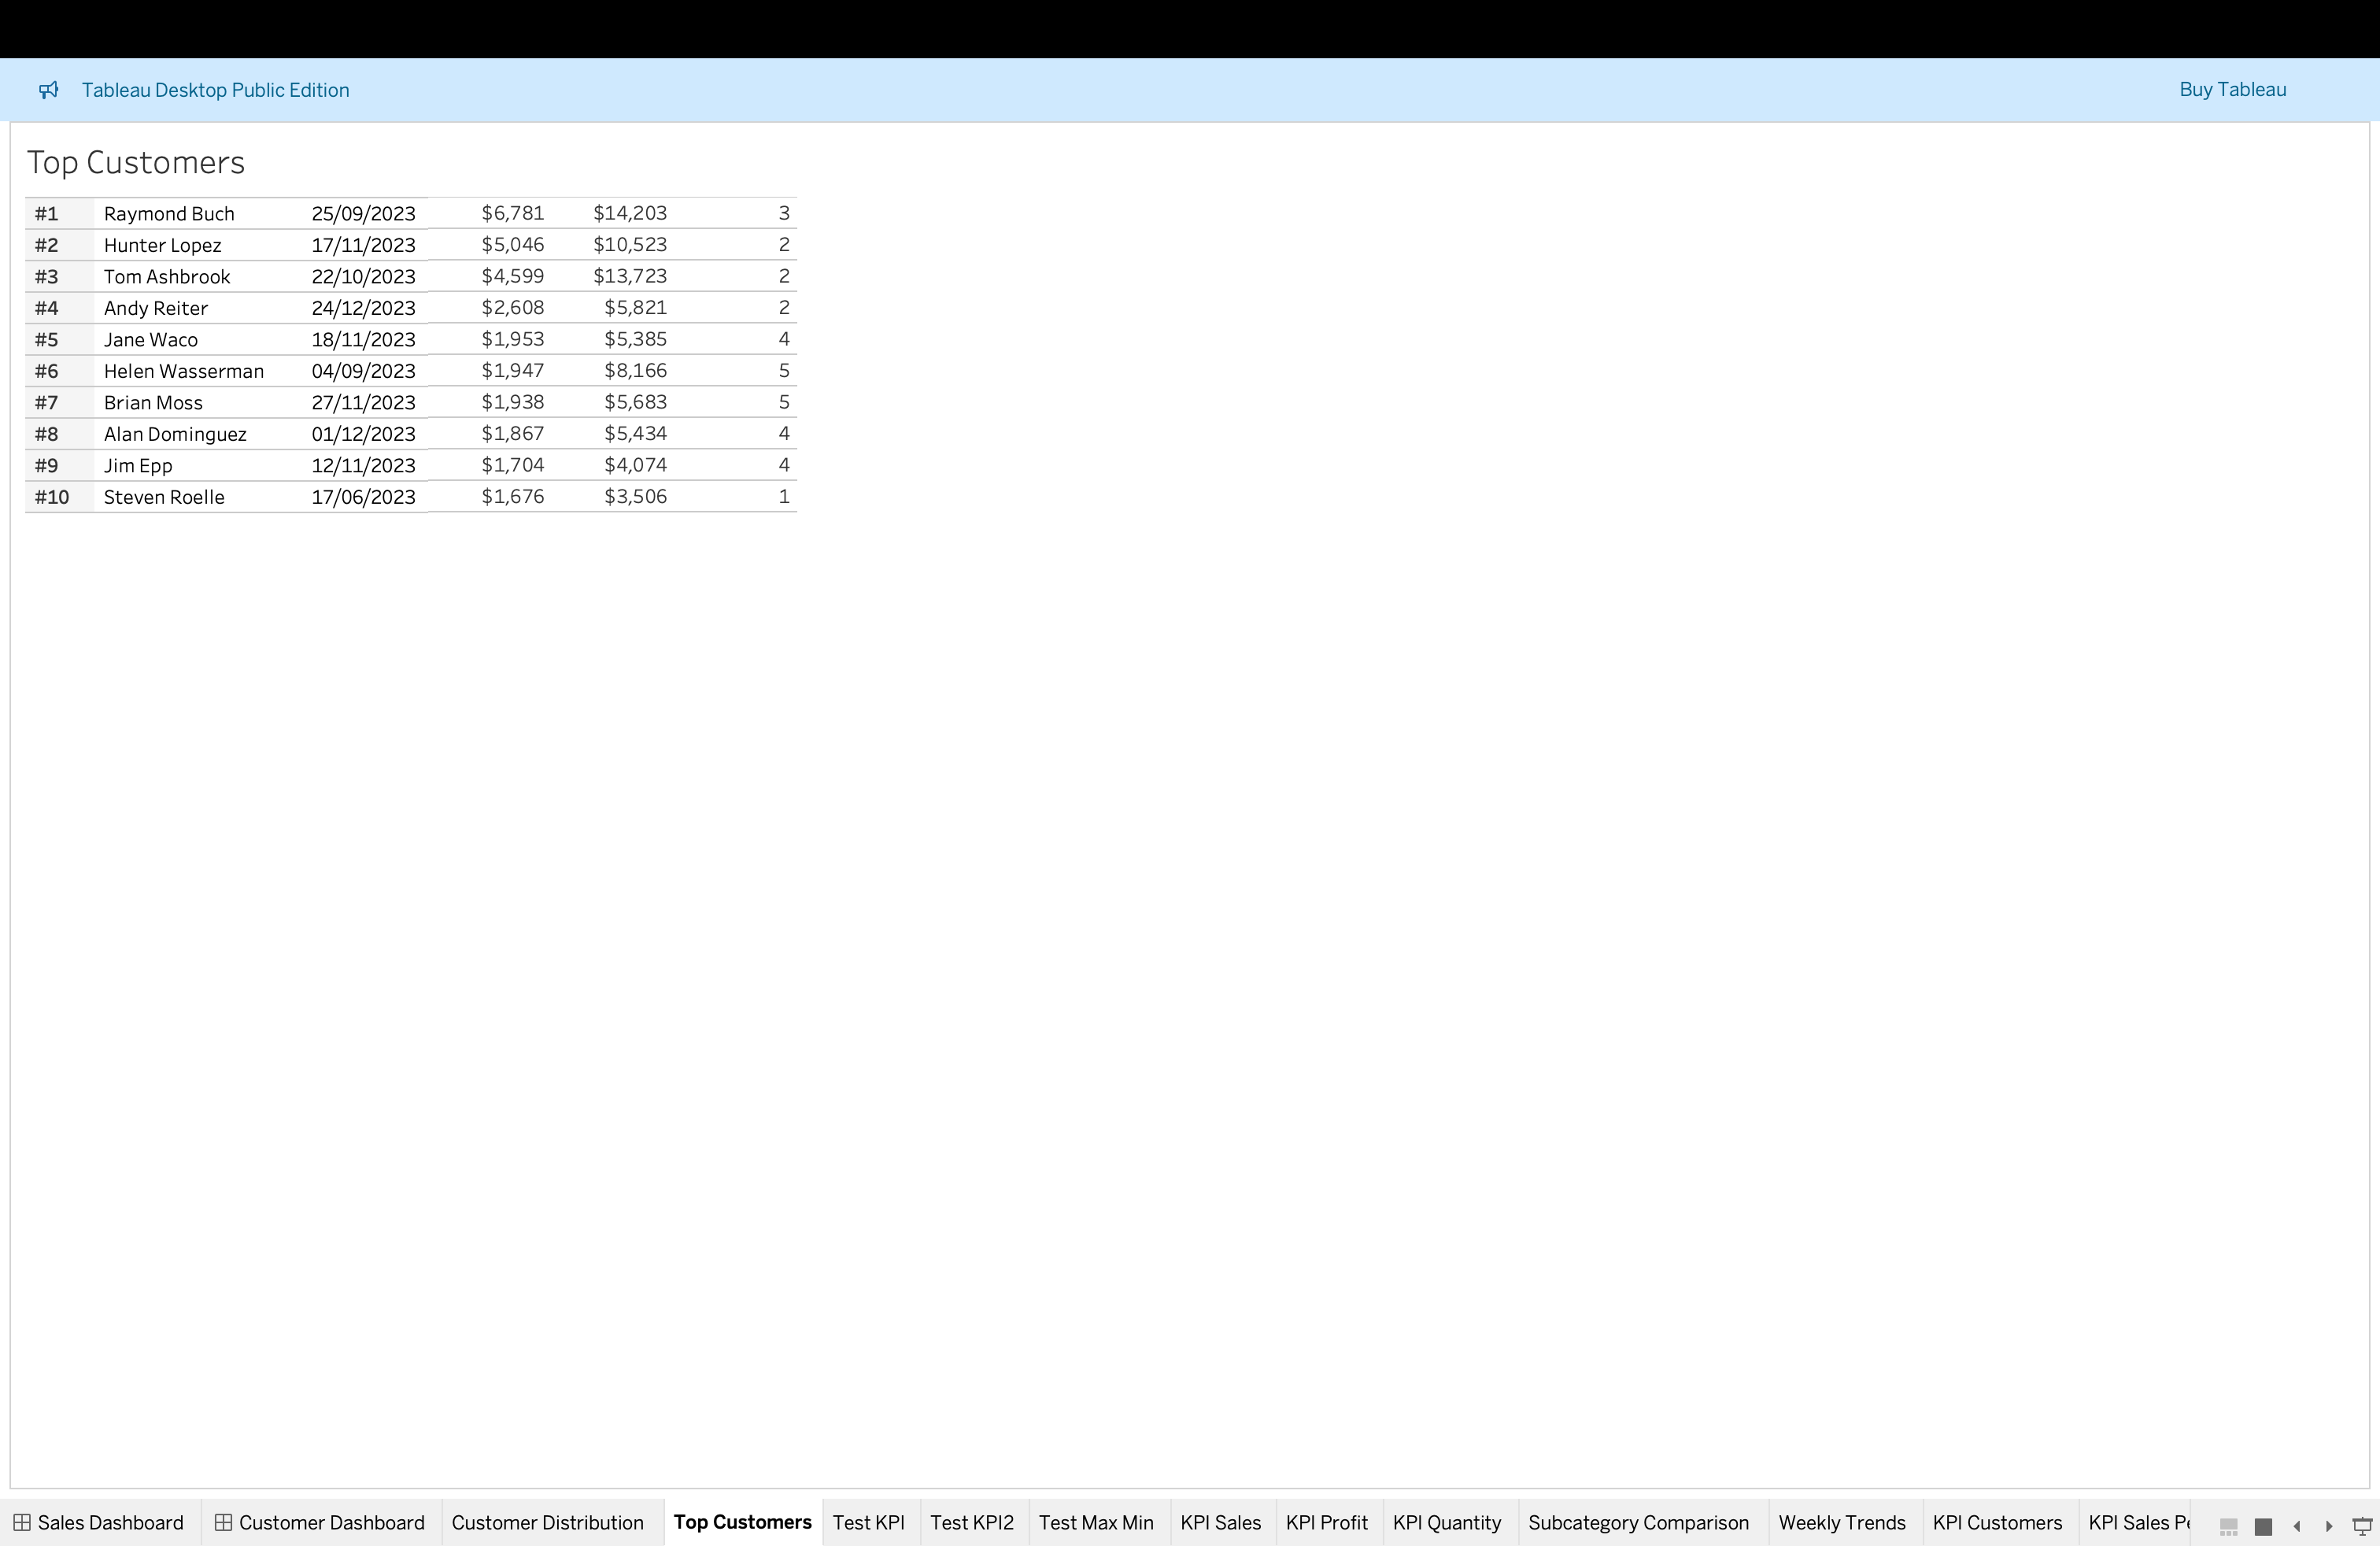 Tableau Desktop Public Edition Buy Tableau
Top Customers
#1 Raymond Buch 25/09/2023 $6,781 $14,203 3
#2 Hunter Lopez 17/11/2023 $5,046 $10,523 2
#3 Tom Ashbrook 22/10/2023 $4,599 $13,723 2
#4 Andy Reiter 24/12/2023 $2,608 $5,821 2
#5 Jane Waco 18/11/2023 $1,953 $5,385 4
#6 Helen Wasserman 04/09/2023 $1,947 $8,166 5
#7 Brian Moss 27/11/2023 $1,938 $5,683 5
#8 Alan Dominguez 01/12/2023 $1,867 $5,434 4
#9 Jim Epp 12/11/2023 $1,704 $4,074 4
#10 Steven Roelle 17/06/2023 $1,676 $3,506 1
Sales Dashboard Customer Dashboard Customer Distribution Top Customers Test KPI Test KPI2 Test Max Min KPI Sales KPI Profit KPI Quantity Subcategory Comparison Weekly Trends KPI Customers KPI Sales